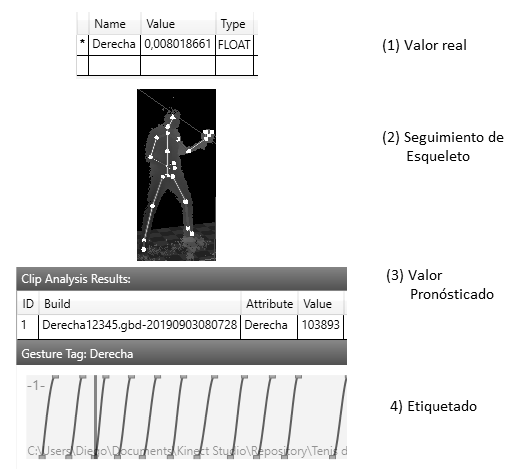 Name Value Type
* Derecha 0,008018661 FLOAT
(1) Valor real
(2) Seguimiento de
Esqueleto
Clip Analysis Results:
(3) Valor
Pronósticado
ID Build Attribute Value
1 Derecha12345.gbd-20190903080728 Derecha 103893
Gesture Tag: Derecha
-1-
4) Etiquetado
C:\Users\Diego\Documents\Kinect Studio\Repository\Tenis d